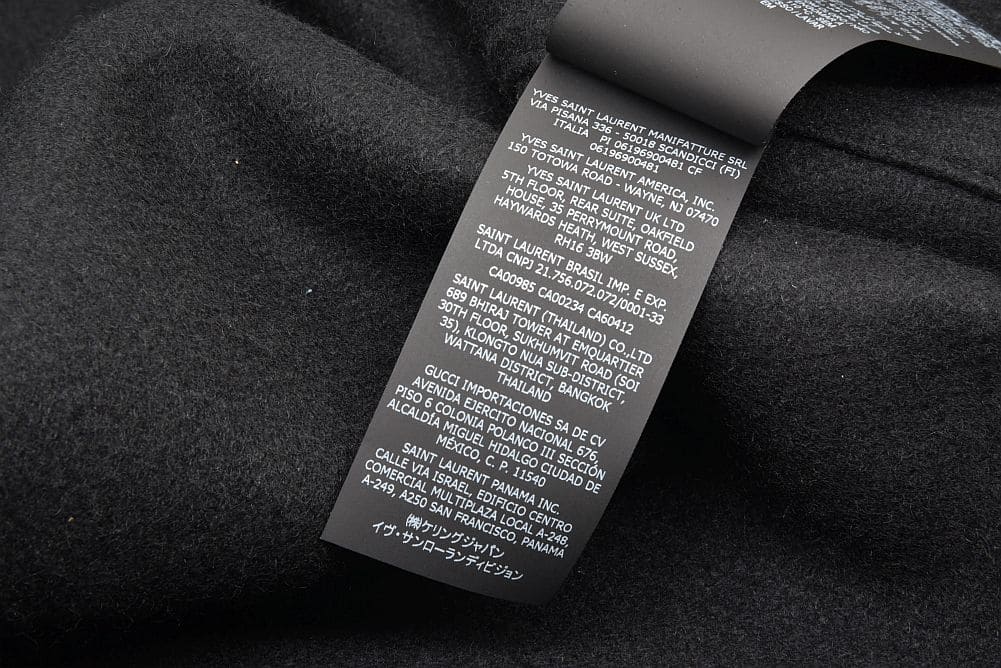 YVES SAINT LAURENT MANIFATTURE SRL
VIA PISANA 336 - 50018 SCANDICCI (FI)
ITALIA PI 06196900481 CF
06196900481
YVES SAINT LAURENT AMERICA, INC.
150 TOTOWA ROAD - WAYNE, NJ 07470
YVES SAINT LAURENT UK LTD
5TH FLOOR, REAR SUITE, OAKFIELD
HOUSE, 35 PERRYMOUNT ROAD,
HAYWARDS HEATH, WEST SUSSEX,
RH16 3BW
SAINT LAURENT BRASIL IMP. E EXP.
LTDA CNPJ 21.756.072.072/0001-33
CA00985 CA00234 CA60412
SAINT LAURENT (THAILAND) CO.,LTD
689 BHIRAJ TOWER AT EMQUARTIER
30TH FLOOR, SUKHUMVIT ROAD (SOI
35), KLONGTO NUA SUB-DISTRICT,
WATTANA DISTRICT, BANGKOK
THAILAND
GUCCI IMPORTACIONES SA DE CV
AVENIDA EJERCITO NACIONAL 676,
PISO 6 COLONIA POLANCO III SECCIÓN
ALCALDÍA MIGUEL HIDALGO CIUDAD DE
MÉXICO, C. P. 11540
SAINT LAURENT PANAMA INC.
CALLE VIA ISRAEL, EDIFICIO CENTRO
COMERCIAL MULTIPLAZA LOCAL A-248,
A-249, A250 SAN FRANCISCO, PANAMA
㈱ケリングジャパン
イヴ・サンローランディビジョン